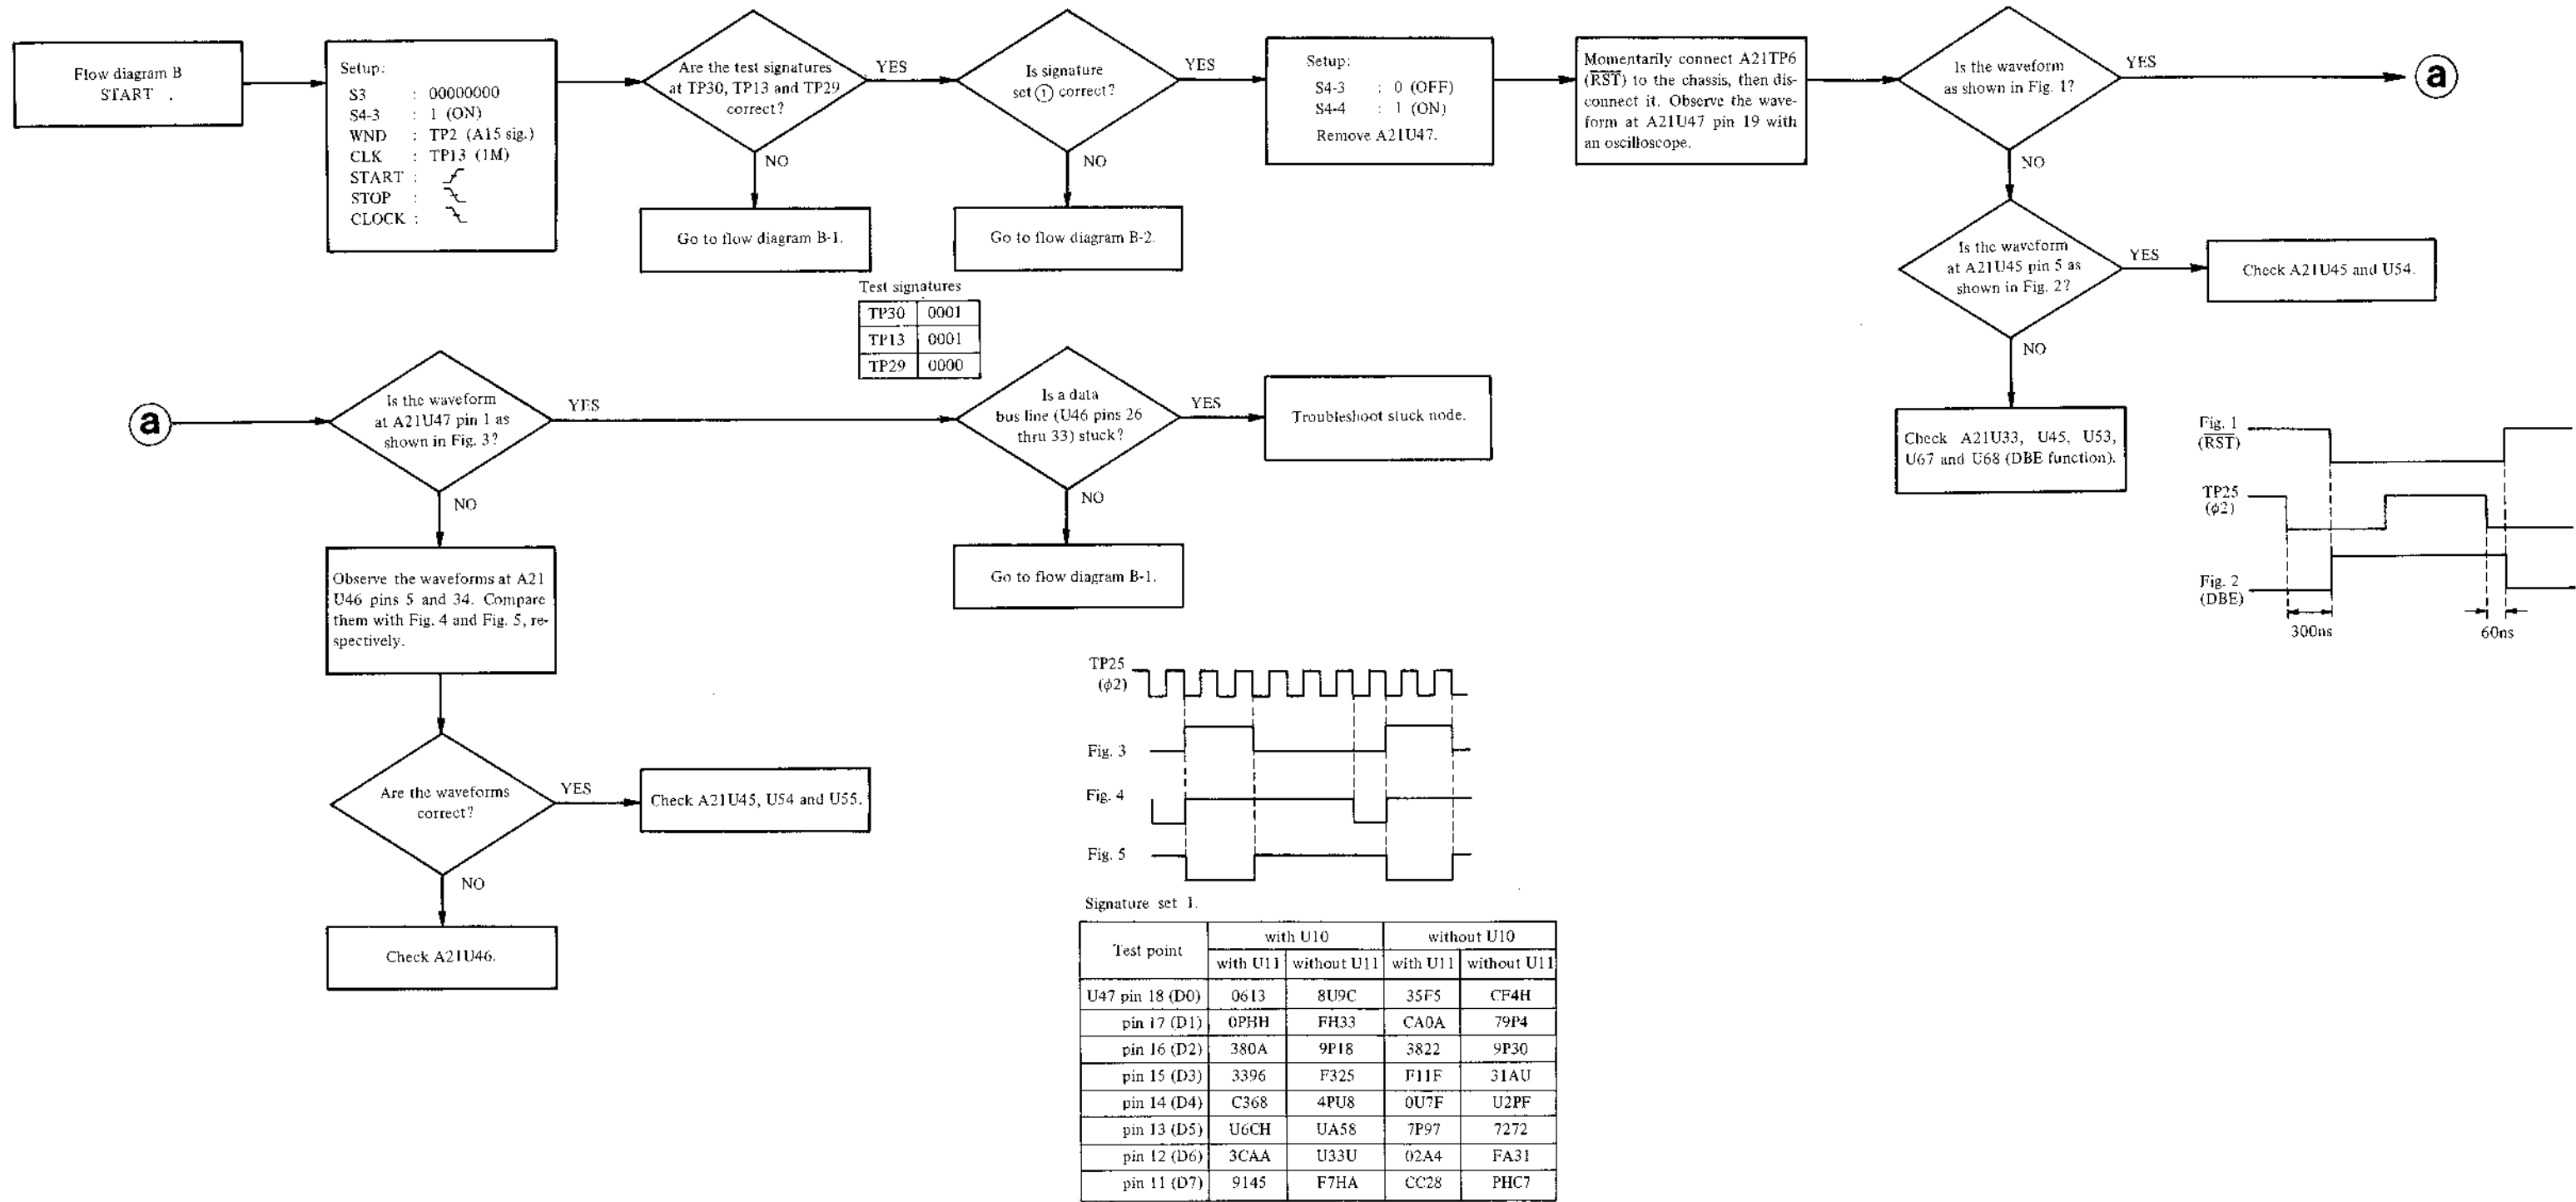 Flow diagram B
START .
Setup:
S3 : 00000000
S4-3 : 1 (ON)
WND : TP2 (A15 sig.)
CLK : TP13 (1M)
START :
STOP :
CLOCK :
Are the test signatures
at TP30, TP13 and TP29
correct?
YES
NO
Go to flow diagram B-1.
Is signature
set ① correct?
YES
NO
Go to flow diagram B-2.
Setup:
S4-3 : 0 (OFF)
S4-4 : 1 (ON)
Remove A21U47.
Momentarily connect A21TP6
(RST) to the chassis, then dis-
connect it. Observe the wave-
form at A21U47 pin 19 with
an oscilloscope.
Is the waveform
as shown in Fig. 1?
YES
a
NO
Is the waveform
at A21U45 pin 5 as
shown in Fig. 2?
YES
Check A21U45 and U54.
NO
Check A21U33, U45, U53,
U67 and U68 (DBE function).
Test signatures
TP30 0001
TP13 0001
TP29 0000
a
Is the waveform
at A21U47 pin 1 as
shown in Fig. 3?
YES
NO
Is a data
bus line (U46 pins 26
thru 33) stuck?
YES
Troubleshoot stuck node.
NO
Go to flow diagram B-1.
Observe the waveforms at A21
U46 pins 5 and 34. Compare
them with Fig. 4 and Fig. 5, re-
spectively.
Are the waveforms
correct?
YES
Check A21U45, U54 and U55.
NO
Check A21U46.
Fig. 1
(RST)
TP25
(ϕ2)
Fig. 2
(DBE)
300ns
60ns
TP25
(ϕ2)
Fig. 3
Fig. 4
Fig. 5
Signature set 1.
Test point with U10 without U10
with U11 without U11 with U11 without U11
U47 pin 18 (D0) 0613 8U9C 35F5 CF4H
pin 17 (D1) 0PHH FH33 CA0A 79P4
pin 16 (D2) 380A 9P18 3822 9P30
pin 15 (D3) 3396 F325 F11F 31AU
pin 14 (D4) C368 4PU8 0U7F U2PF
pin 13 (D5) U6CH UA58 7P97 7272
pin 12 (D6) 3CAA U33U 02A4 FA31
pin 11 (D7) 9145 F7HA CC28 PHC7